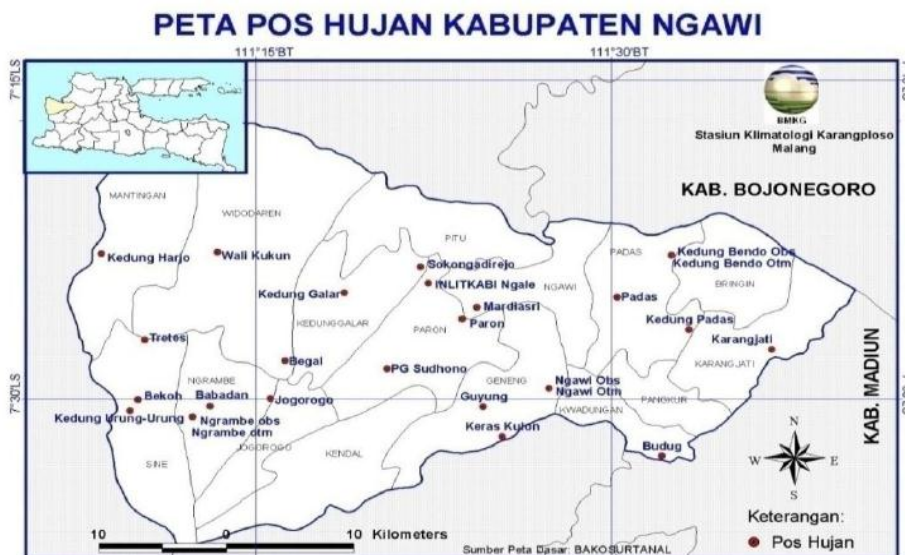 PETA POS HUJAN KABUPATEN NGAWI
111°15'BT
111°30'BT
7°15'LS
BMKG
Stasiun Klimatologi Karangploso
Malang
KAB. BOJONEGORO
MANTINGAN
WIDODAREN
PITU
PADAS
Kedung Harjo
Wali Kukun
Kedung Bendo Obs
Kedung Bendo Otm
Sokongadirejo
INLITKABI Ngale
NGAWI
BRINGIN
Kedung Galar
Mardiasri
Padas
KEDUNGGALAR
PARON
Paron
Kedung Padas
Tretes
Karangjati
Begal
PG Sudhono
KARANGJATI
NGRAMBE
GENENG
Ngawi Obs
Ngawi Otm
7°30'LS
Bekoh
Babadan
Jogorogo
Guyung
KWADUNGAN
PANGKUR
KAB. MADIUN
Kedung Urung-Urung
Ngrambe obs
Ngrambe otm
Keras Kulon
JOGOROGO
KENDAL
Budug
SINE
N
W
E
S
10 0 10 Kilometers
Keterangan:
Pos Hujan
Sumber Peta Dasar: BAKOSURTANAL